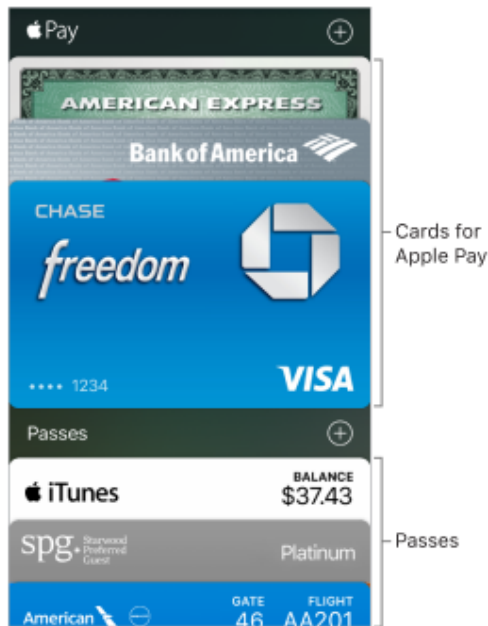 Pay
AMERICAN EXPRESS
Bank of America
CHASE
freedom
•••• 1234
VISA
Cards for
Apple Pay
Passes
iTunes
BALANCE
$37.43
spg.
Starwood
Preferred
Guest
Platinum
Passes
American
GATE
46
FLIGHT
AA201